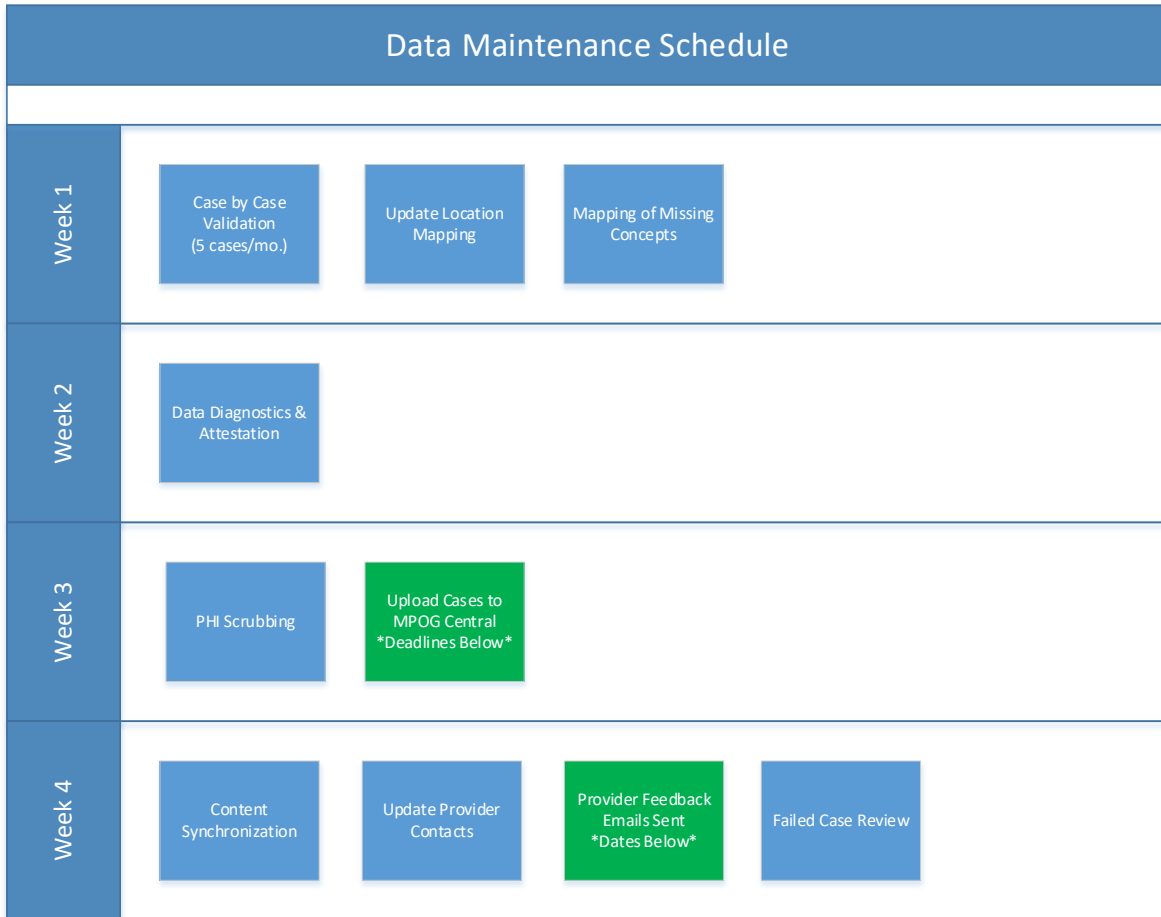 Data Maintenance Schedule
Week 1
Case by Case
Validation
(5 cases/mo.)
Update Location
Mapping
Mapping of Missing
Concepts
Week 2
Data Diagnostics &
Attestation
Week 3
PHI Scrubbing
Upload Cases to
MPOG Central
*Deadlines Below*
Week 4
Content
Synchronization
Update Provider
Contacts
Provider Feedback
Emails Sent
*Dates Below*
Failed Case Review